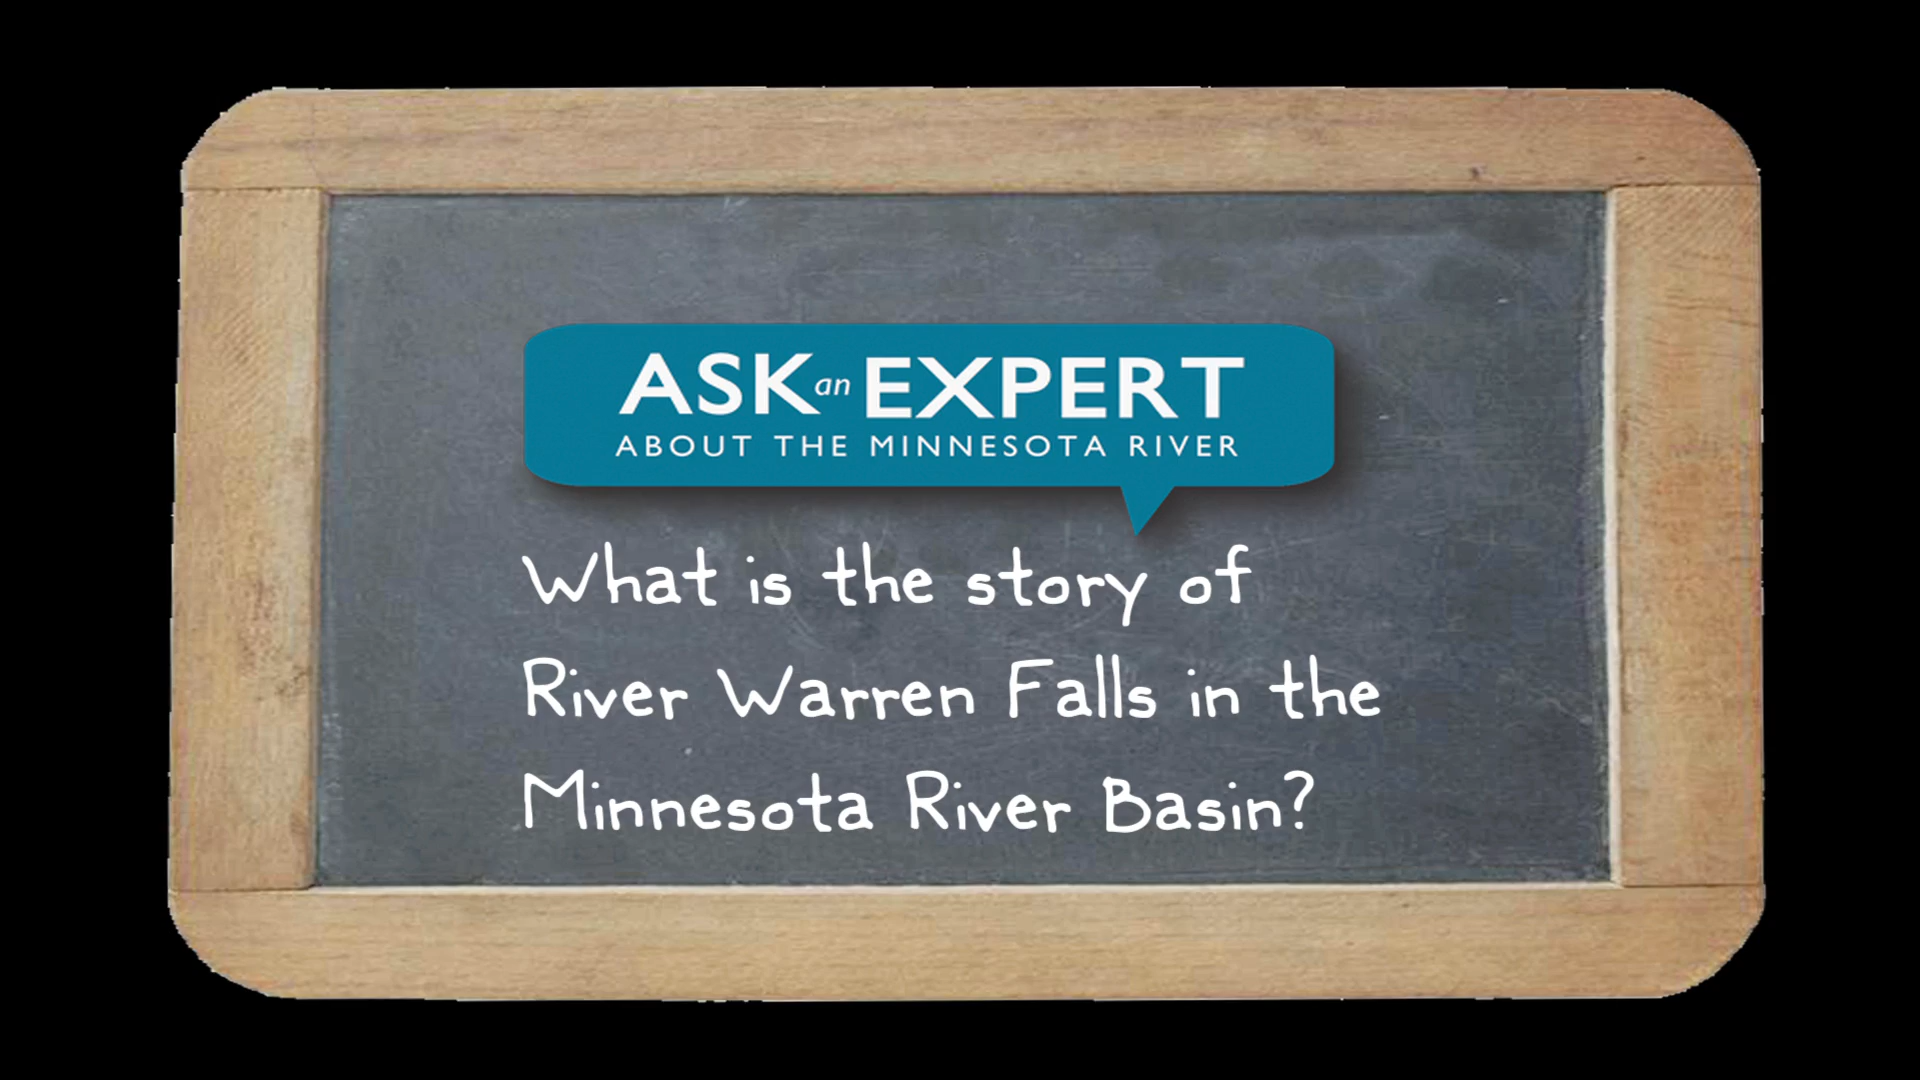 ASK an EXPERT
ABOUT THE MINNESOTA RIVER
What is the story of
River Warren Falls in the
Minnesota River Basin?